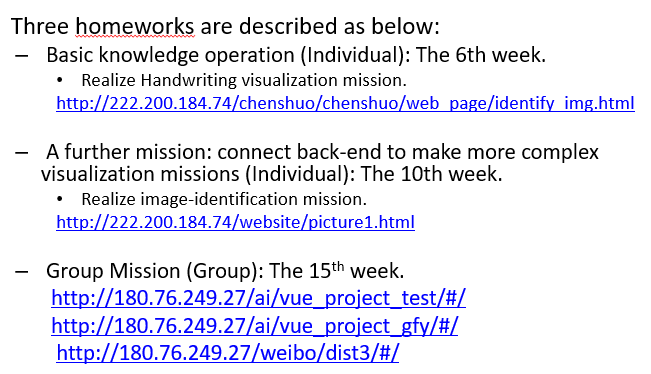 Three homeworks are described as below:
– Basic knowledge operation (Individual): The 6th week.
• Realize Handwriting visualization mission.
http://222.200.184.74/chenshuo/chenshuo/web_page/identify_img.html
– A further mission: connect back-end to make more complex
visualization missions (Individual): The 10th week.
• Realize image-identification mission.
http://222.200.184.74/website/picture1.html
– Group Mission (Group): The 15th week.
http://180.76.249.27/ai/vue_project_test/#/
http://180.76.249.27/ai/vue_project_gfy/#/
http://180.76.249.27/weibo/dist3/#/